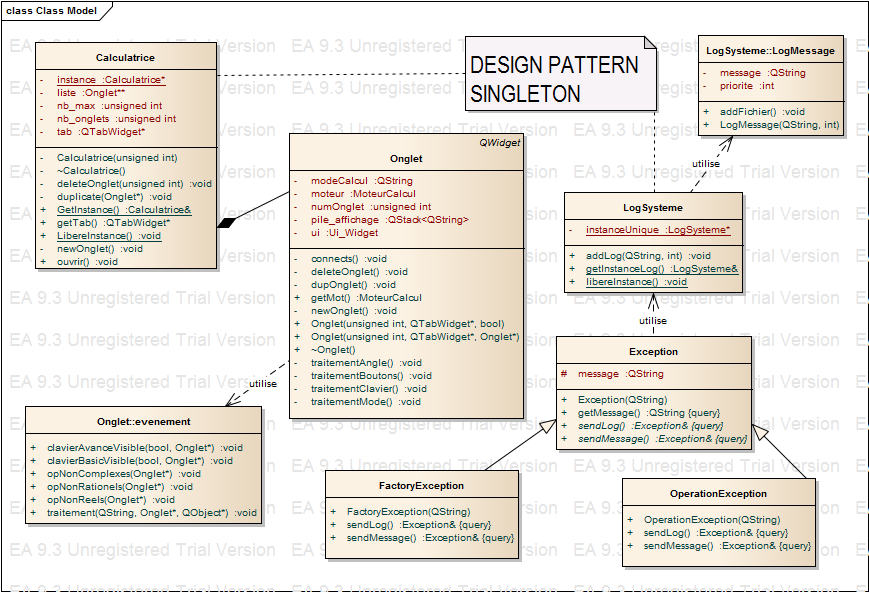 class Class Model
Calculatrice
- instance :Calculatrice*
- liste :Onglet**
- nb_max :unsigned int
- nb_onglets :unsigned int
- tab :QTabWidget*
- Calculatrice(unsigned int)
- ~Calculatrice()
- deleteOnglet(unsigned int) :void
- duplicate(Onglet*) :void
+ GetInstance() :Calculatrice&
+ getTab() :QTabWidget*
+ LibereInstance() :void
- newOnglet() :void
+ ouvrir() :void
DESIGN PATTERN
SINGLETON
LogSysteme::LogMessage
- message :QString
- priorite :int
+ addFichier() :void
+ LogMessage(QString, int)
utilise
QWidget
Onglet
- modeCalcul :QString
- moteur :MoteurCalcul
- numOnglet :unsigned int
- pile_affichage :QStack<QString>
- ui :Ui_Widget
- connects() :void
- deleteOnglet() :void
- dupOnglet() :void
+ getMot() :MoteurCalcul
- newOnglet() :void
+ Onglet(unsigned int, QTabWidget*, bool)
+ Onglet(unsigned int, QTabWidget*, Onglet*)
+ ~Onglet()
- traitementAngle() :void
- traitementBoutons() :void
- traitementClavier() :void
- traitementMode() :void
LogSysteme
- instanceUnique :LogSysteme*
+ addLog(QString, int) :void
+ getInstanceLog() :LogSysteme&
+ libereInstance() :void
utilise
Exception
# message :QString
+ Exception(QString)
+ getMessage() :QString {query}
+ sendLog() :Exception& {query}
+ sendMessage() :Exception& {query}
utilise
Onglet::evenement
+ clavierAvanceVisible(bool, Onglet*) :void
+ clavierBasicVisible(bool, Onglet*) :void
+ opNonComplexes(Onglet*) :void
+ opNonRationels(Onglet*) :void
+ opNonReels(Onglet*) :void
+ traitement(QString, Onglet*, QObject*) :void
FactoryException
+ FactoryException(QString)
+ sendLog() :Exception& {query}
+ sendMessage() :Exception& {query}
OperationException
+ OperationException(QString)
+ sendLog() :Exception& {query}
+ sendMessage() :Exception& {query}
EA 9.3 Unregistered Trial Version